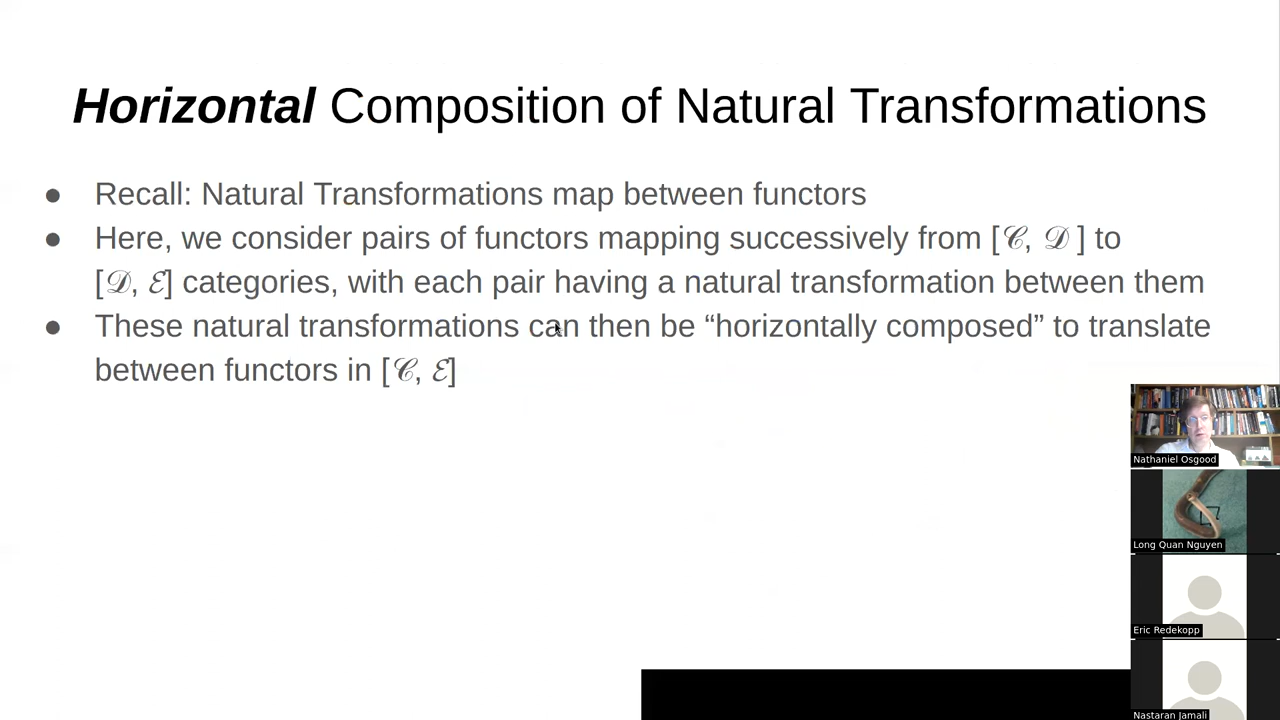 Horizontal Composition of Natural Transformations
● Recall: Natural Transformations map between functors
● Here, we consider pairs of functors mapping successively from [𝒞, 𝒟 ] to
[𝒟, ℰ] categories, with each pair having a natural transformation between them
● These natural transformations can then be “horizontally composed” to translate
between functors in [𝒞, ℰ]
Nathaniel Osgood
Long Quan Nguyen
Eric Redekopp
Nastaran Jamali